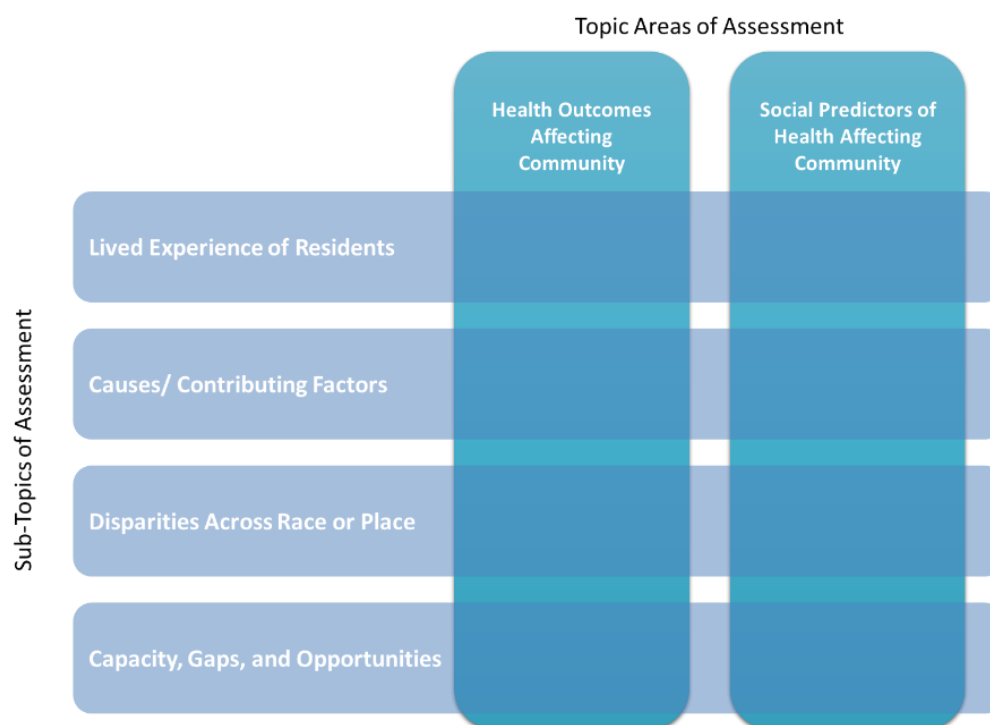 Topic Areas of Assessment
Health Outcomes
Affecting
Community
Social Predictors of
Health Affecting
Community
Sub-Topics of Assessment
Lived Experience of Residents
Causes/ Contributing Factors
Disparities Across Race or Place
Capacity, Gaps, and Opportunities